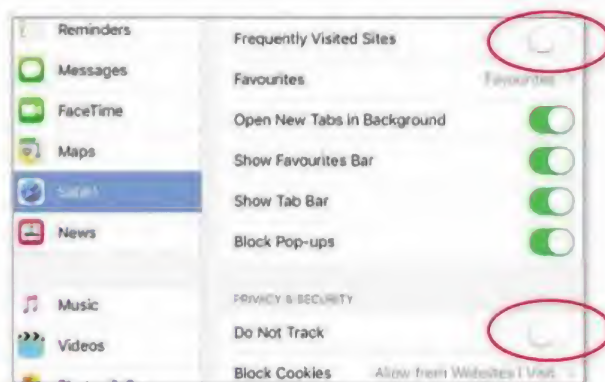 Reminders
Messages
FaceTime
Maps
Safari
News
Music
Videos
Frequently Visited Sites
Favourites Favourites
Open New Tabs in Background
Show Favourites Bar
Show Tab Bar
Block Pop-ups
PRIVACY & SECURITY
Do Not Track
Block Cookies Allow from Websites I Visit